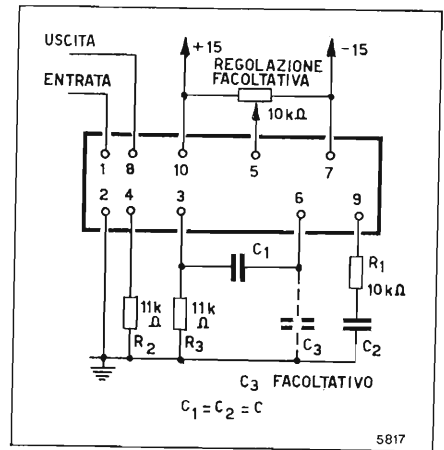 USCITA
+15
-15
REGOLAZIONE
FACOLTATIVA
ENTRATA
10kΩ
1 8 10 5 7
2 4 3 6 9
C1
R1
10kΩ
11k
Ω
R2
11k
Ω
R3
C3
C2
C3 FACOLTATIVO
C1=C2=C
5817